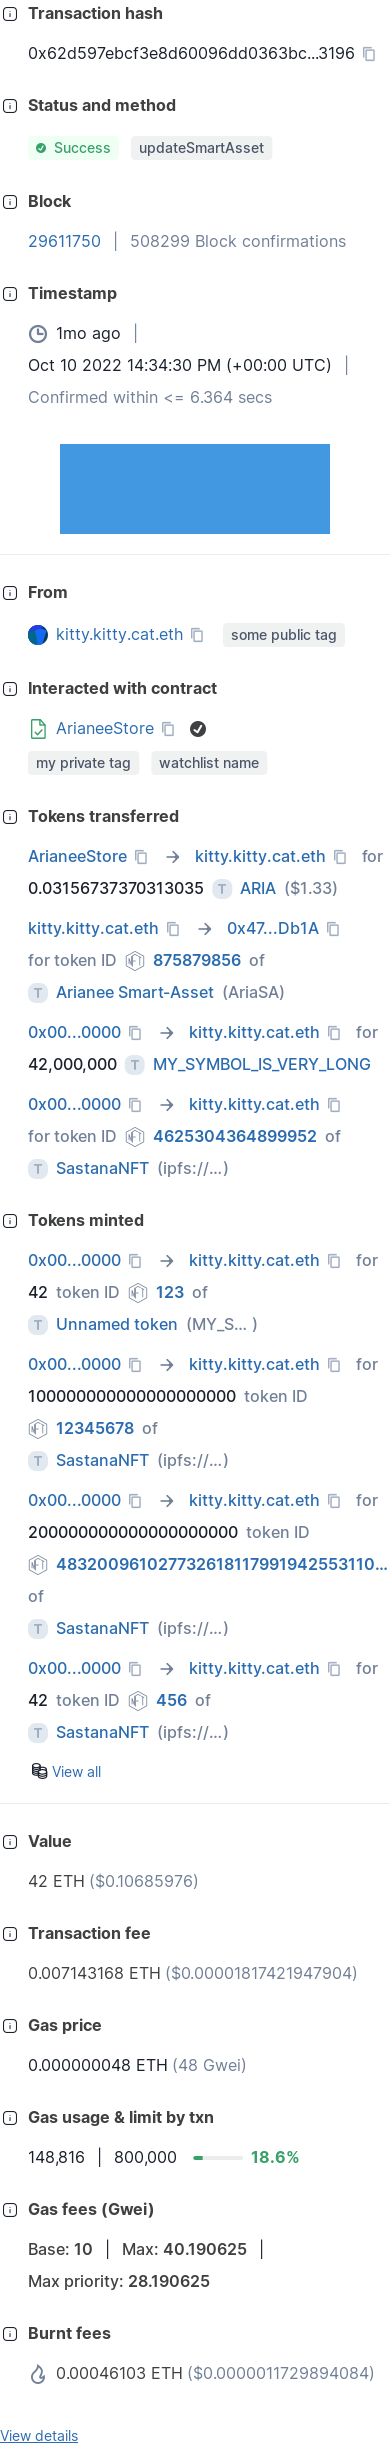 Transaction hash
0x62d597ebcf3e8d60096dd0363bc...3196
Status and method
Success updateSmartAsset
Block
29611750 | 508299 Block confirmations
Timestamp
1mo ago |
Oct 10 2022 14:34:30 PM (+00:00 UTC) |
Confirmed within <= 6.364 secs
From
kitty.kitty.cat.eth some public tag
Interacted with contract
ArianeeStore
my private tag watchlist name
Tokens transferred
ArianeeStore → kitty.kitty.cat.eth for
0.03156737370313035 T ARIA ($1.33)
kitty.kitty.cat.eth → 0x47...Db1A
for token ID 875879856 of
T Arianee Smart-Asset (AriaSA)
0x00...0000 → kitty.kitty.cat.eth for
42,000,000 T MY_SYMBOL_IS_VERY_LONG
0x00...0000 → kitty.kitty.cat.eth
for token ID 4625304364899952 of
T SastanaNFT (ipfs://...)
Tokens minted
0x00...0000 → kitty.kitty.cat.eth for
42 token ID 123 of
T Unnamed token (MY_S... )
0x00...0000 → kitty.kitty.cat.eth for
100000000000000000000 token ID
12345678 of
T SastanaNFT (ipfs://...)
0x00...0000 → kitty.kitty.cat.eth for
200000000000000000000 token ID
483200961027732618117991942553110...
of
T SastanaNFT (ipfs://...)
0x00...0000 → kitty.kitty.cat.eth for
42 token ID 456 of
T SastanaNFT (ipfs://...)
View all
Value
42 ETH ($0.10685976)
Transaction fee
0.007143168 ETH ($0.00001817421947904)
Gas price
0.000000048 ETH (48 Gwei)
Gas usage & limit by txn
148,816 | 800,000 18.6%
Gas fees (Gwei)
Base: 10 | Max: 40.190625 |
Max priority: 28.190625
Burnt fees
0.00046103 ETH ($0.0000011729894084)
View details